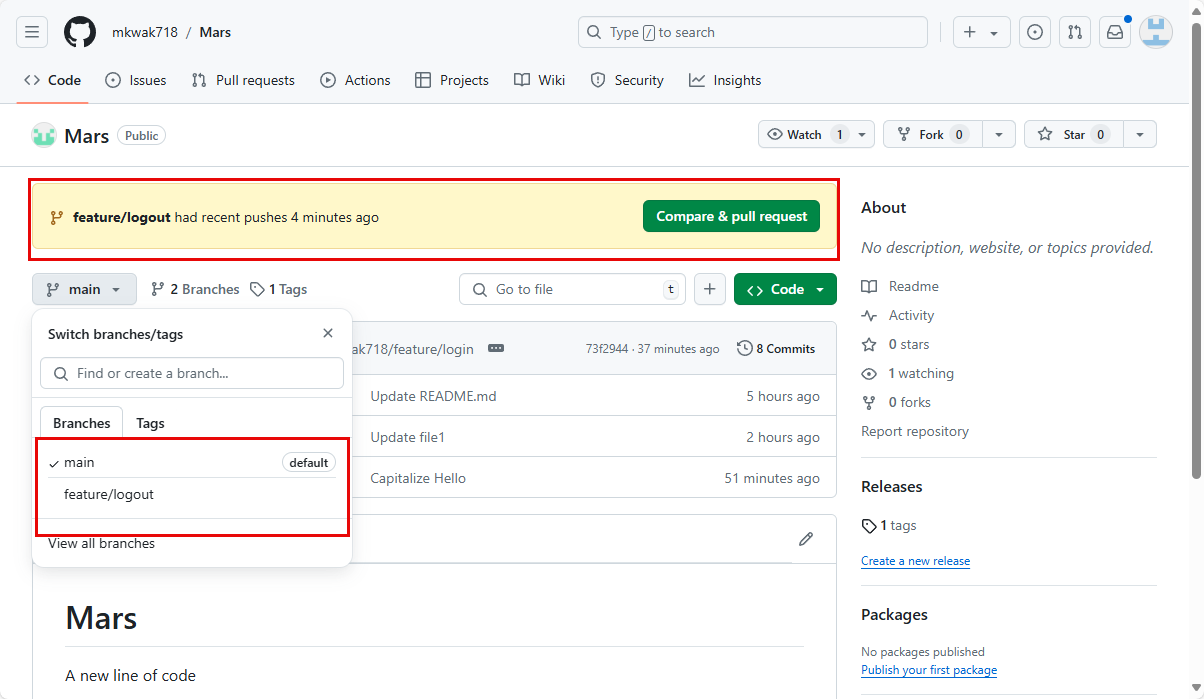 mkwak718 / Mars
Type / to search
Code Issues Pull requests Actions Projects Wiki Security Insights
Mars Public
Watch 1 Fork 0 Star 0
feature/logout had recent pushes 4 minutes ago Compare & pull request
main 2 Branches 1 Tags Go to file t Code
Switch branches/tags
Find or create a branch...
Branches Tags
main default
feature/logout
View all branches
ak718/feature/login 73f2944 · 37 minutes ago 8 Commits
Update README.md 5 hours ago
Update file1 2 hours ago
Capitalize Hello 51 minutes ago
Mars
A new line of code
About
No description, website, or topics provided.
Readme
Activity
0 stars
1 watching
0 forks
Report repository
Releases
1 tags
Create a new release
Packages
No packages published
Publish your first package